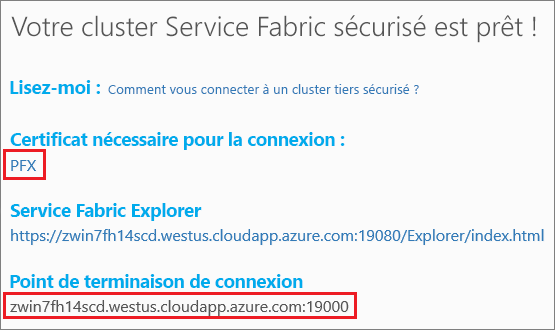 Votre cluster Service Fabric sécurisé est prêt !
Lisez-moi : Comment vous connecter à un cluster tiers sécurisé ?
Certificat nécessaire pour la connexion :
PFX
Service Fabric Explorer
https://zwin7fh14scd.westus.cloudapp.azure.com:19080/Explorer/index.html
Point de terminaison de connexion
zwin7fh14scd.westus.cloudapp.azure.com:19000